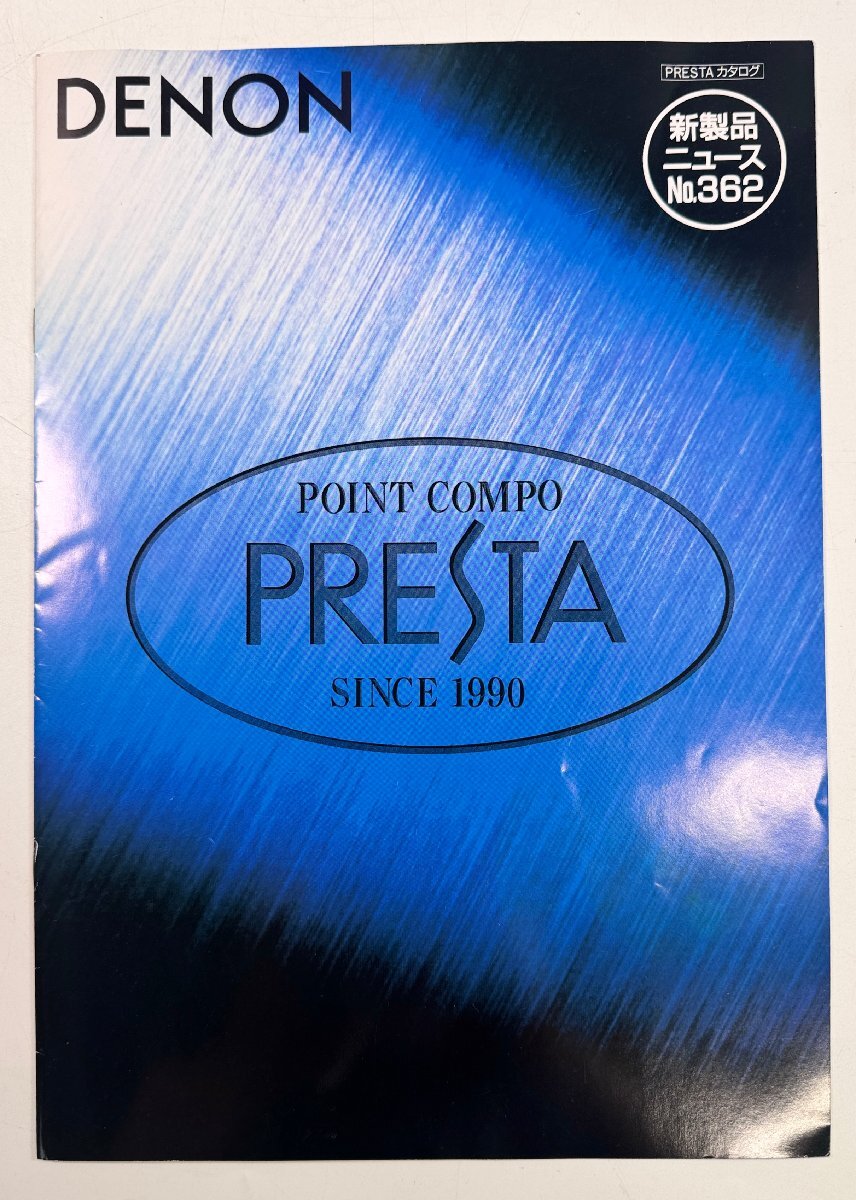 DENON
PRESTA カタログ
新製品
ニュース
No.362
POINT COMPO
PRESTA
SINCE 1990